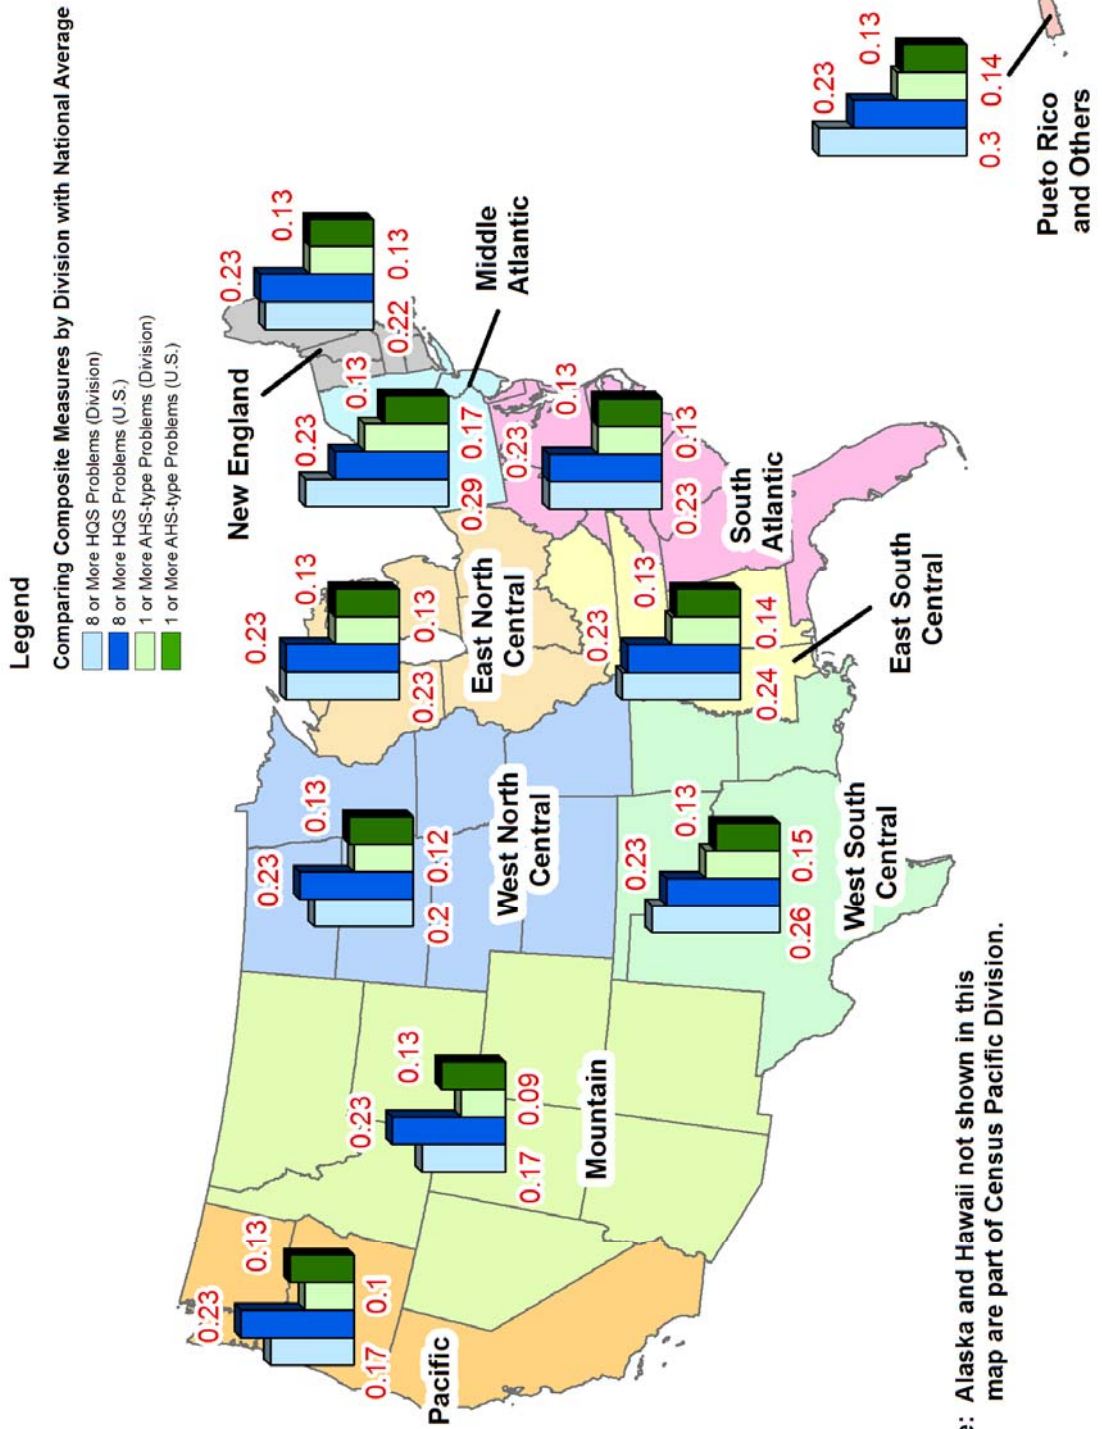 Legend
Comparing Composite Measures by Division with National Average
8 or More HQS Problems (Division)
8 or More HQS Problems (U.S.)
1 or More AHS-type Problems (Division)
1 or More AHS-type Problems (U.S.)
0.23
0.13
0.17
0.1
Pacific
0.23
0.13
0.17
0.09
Mountain
0.23
0.13
0.2
0.12
West North
Central
0.23
0.13
0.26
0.15
West South
Central
0.23
0.13
0.23
0.13
East North
Central
0.23
0.13
0.24
0.14
East South
Central
New England
0.23
0.13
0.22
0.13
0.23
0.13
0.29
0.17
Middle
Atlantic
0.23
0.13
0.23
0.13
South
Atlantic
0.23
0.13
0.3
0.14
Pueto Rico
and Others
e: Alaska and Hawaii not shown in this
map are part of Census Pacific Division.